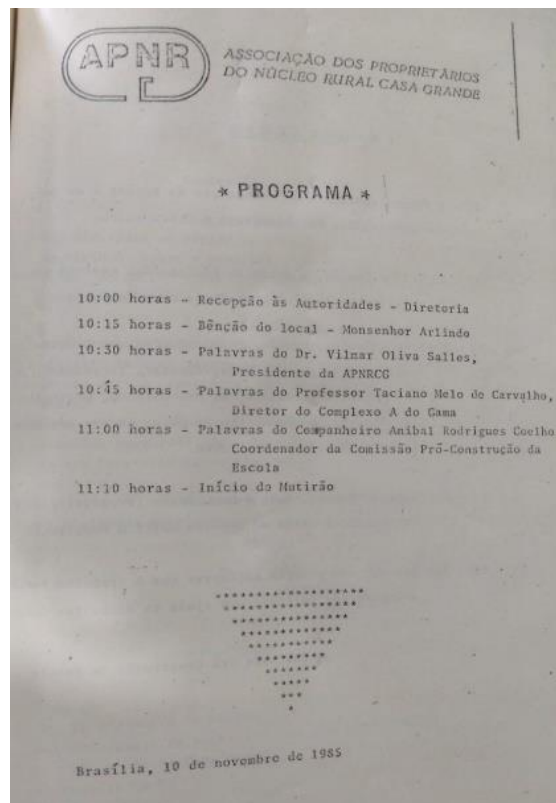 APNR
ASSOCIAÇÃO DOS PROPRIETÁRIOS
DO NÚCLEO RURAL CASA GRANDE
* PROGRAMA *
10:00 horas - Recepção às Autoridades - Diretoria
10:15 horas - Bênção do local - Monsenhor Arlindo
10:30 horas - Palavras do Dr. Vilmar Oliva Salles,
Presidente da APNRCG
10:45 horas - Palavras do Professor Taciano Melo de Carvalho,
Diretor do Complexo A do Gama
11:00 horas - Palavras do Companheiro Anibal Rodrigues Coelho
Coordenador da Comissão Pró-Construção da
Escola
11:10 horas - Início do Mutirão
Brasília, 10 de novembro de 1985